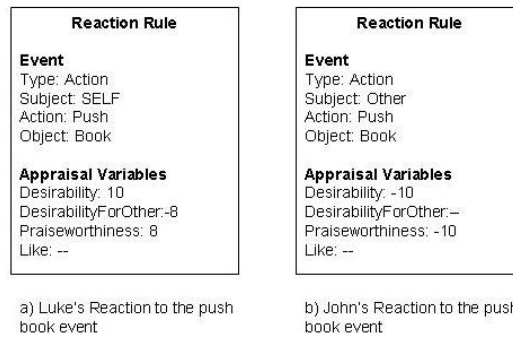 Reaction Rule
Event
Type: Action
Subject: SELF
Action: Push
Object: Book
Appraisal Variables
Desirability: 10
DesirabilityForOther:-8
Praiseworthiness: 8
Like: --
a) Luke's Reaction to the push
book event
Reaction Rule
Event
Type: Action
Subject: Other
Action: Push
Object: Book
Appraisal Variables
Desirability: -10
DesirabilityForOther:–
Praiseworthiness: -10
Like: --
b) John's Reaction to the push
book event